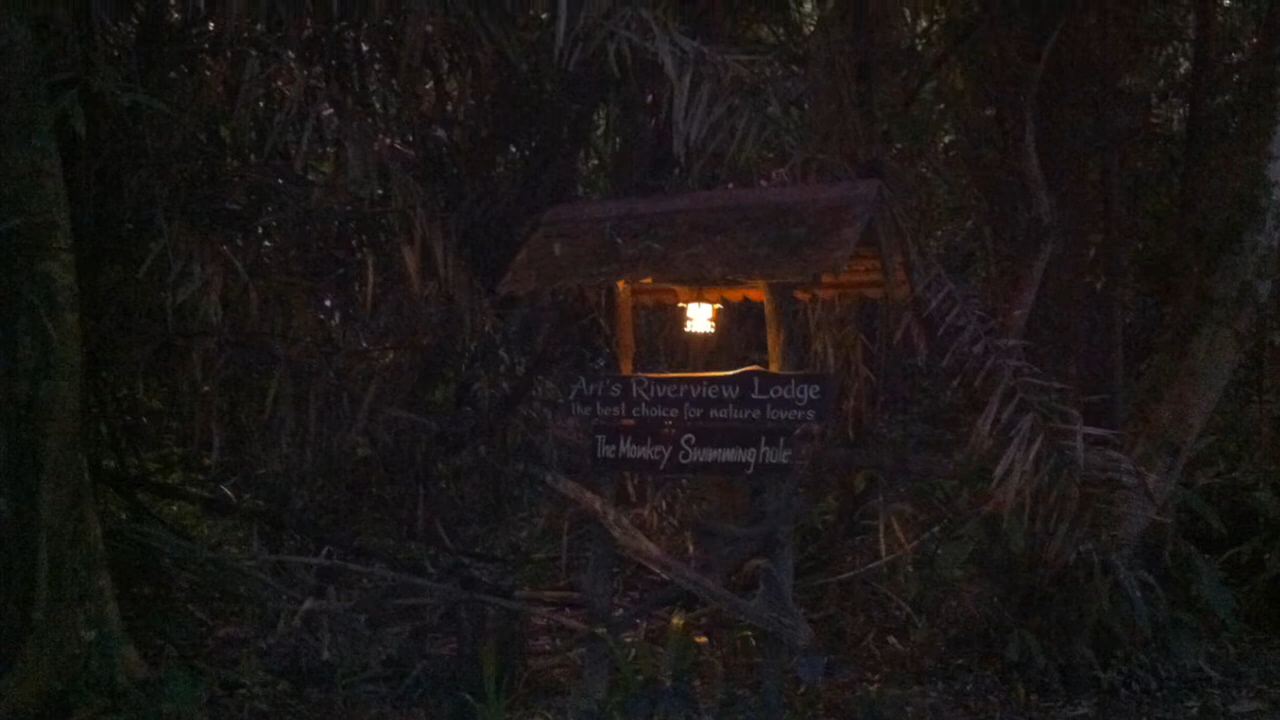 Art's Riverview Lodge
The best choice for nature lovers
The Monkey Swimming hole